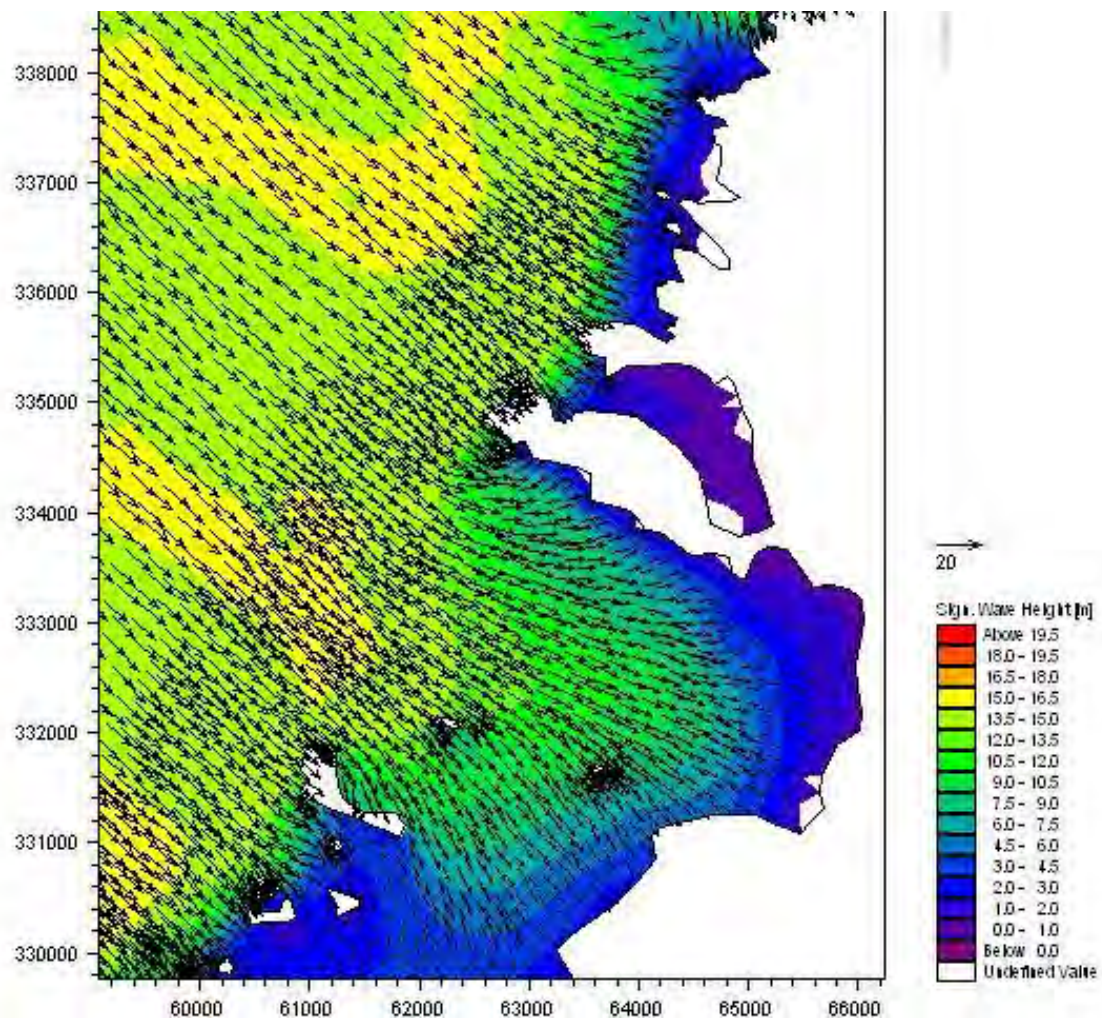 338000
337000
336000
335000
334000
333000
332000
331000
330000
60000
61000
62000
63000
64000
65000
66000
20
Sign. Wave Height [m]
Above 19.5
18.0 - 19.5
16.5 - 18.0
15.0 - 16.5
13.5 - 15.0
12.0 - 13.5
10.5 - 12.0
9.0 - 10.5
7.5 - 9.0
6.0 - 7.5
4.5 - 6.0
3.0 - 4.5
2.0 - 3.0
1.0 - 2.0
0.0 - 1.0
Below 0.0
Undefined Value